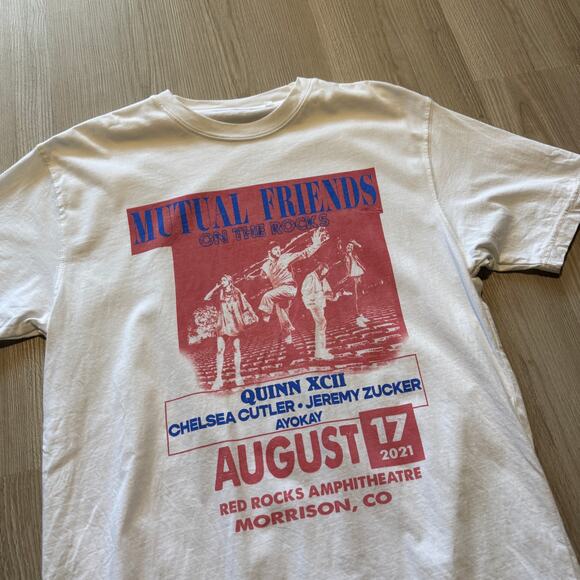 MUTUAL FRIENDS
ON THE ROCKS
QUINN XCII
CHELSEA CUTLER • JEREMY ZUCKER
AYOKAY
AUGUST 17
2021
RED ROCKS AMPHITHEATRE
MORRISON, CO